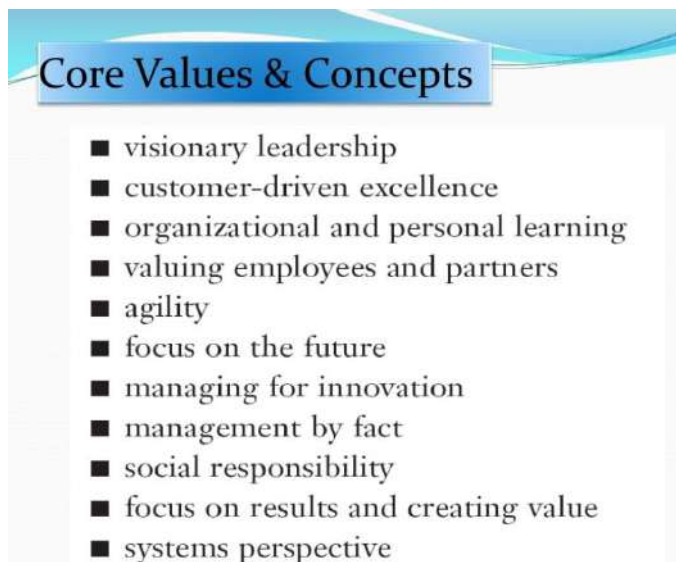 Core Values & Concepts
■ visionary leadership
■ customer-driven excellence
■ organizational and personal learning
■ valuing employees and partners
■ agility
■ focus on the future
■ managing for innovation
■ management by fact
■ social responsibility
■ focus on results and creating value
■ systems perspective